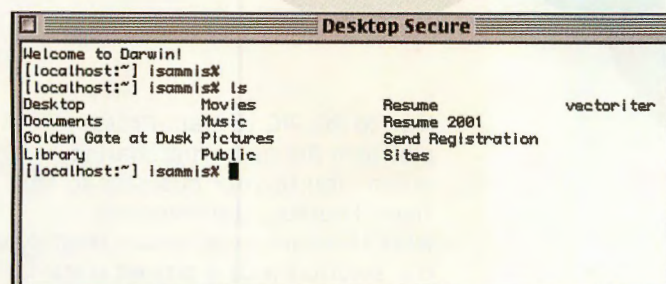 Desktop Secure
Welcome to Darwin!
[localhost:~] isammis%
[localhost:~] isammis% ls
Desktop Movies Resume vectoriter
Documents Music Resume 2001
Golden Gate at Dusk Pictures Send Registration
Library Public Sites
[localhost:~] isammis%